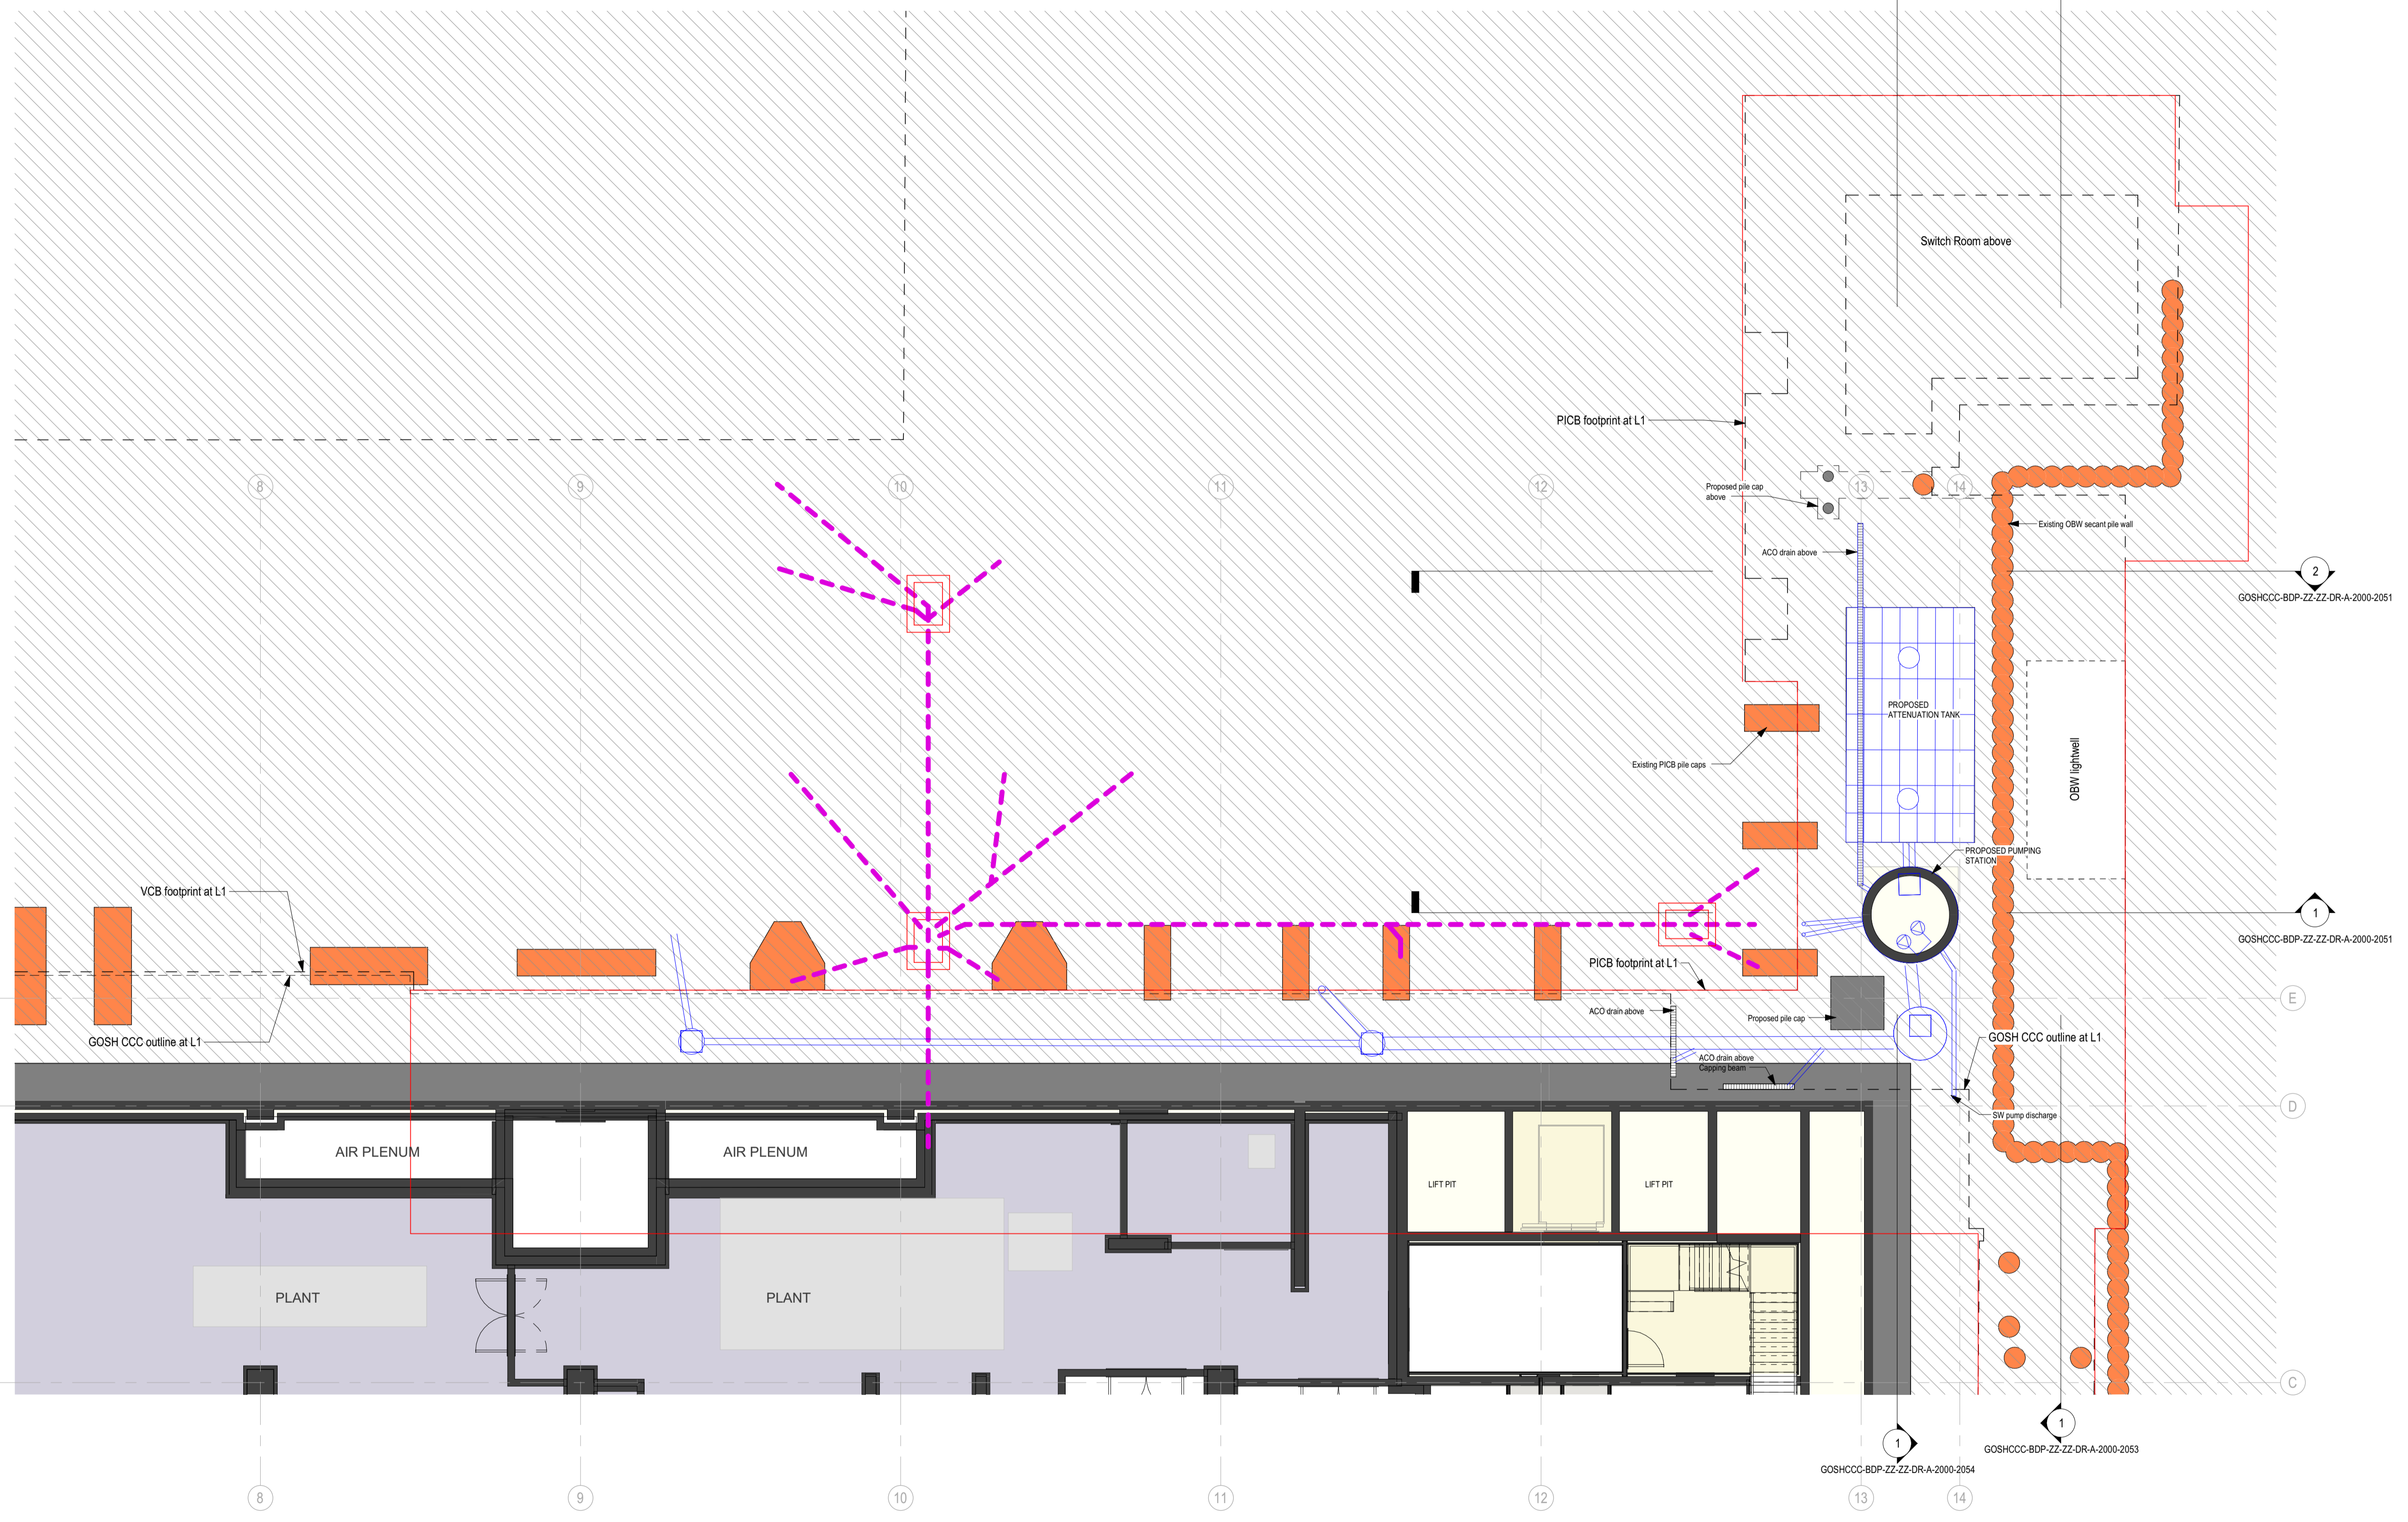 Switch Room above
PICB footprint at L1
8
9
10
11
12
13
14
Proposed pile cap
above
Existing OBW secant pile wall
ACO drain above
2
GOSHCCC-BDP-ZZ-ZZ-DR-A-2000-2051
PROPOSED
ATTENUATION TANK
OBW lightwell
Existing PICB pile caps
PROPOSED PUMPING
STATION
VCB footprint at L1
1
GOSHCCC-BDP-ZZ-ZZ-DR-A-2000-2051
PICB footprint at L1
E
ACO drain above
Proposed pile cap
GOSH CCC outline at L1
GOSH CCC outline at L1
ACO drain above
Capping beam
D
SW pump discharge
AIR PLENUM
AIR PLENUM
LIFT PIT
LIFT PIT
PLANT
PLANT
C
1
GOSHCCC-BDP-ZZ-ZZ-DR-A-2000-2053
1
GOSHCCC-BDP-ZZ-ZZ-DR-A-2000-2054
8
9
10
11
12
13
14